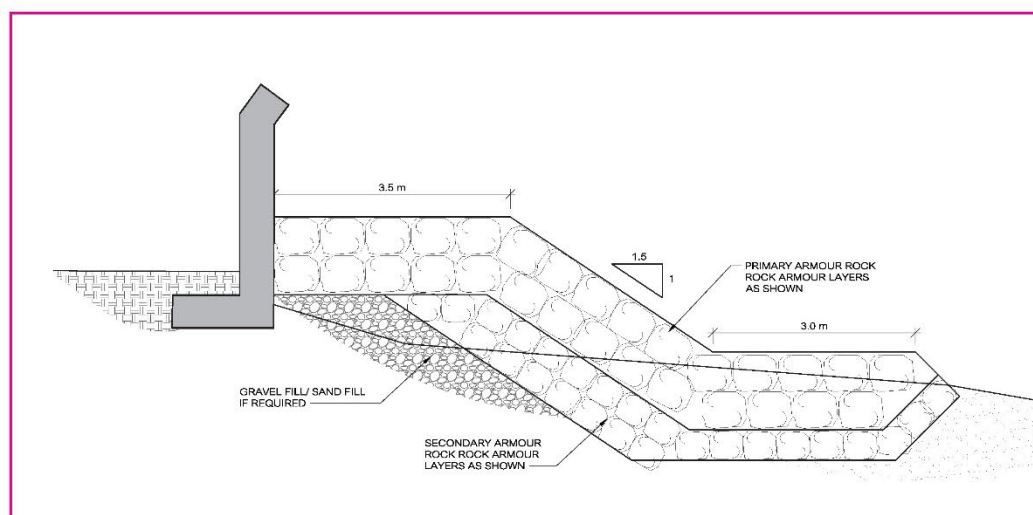 3.5 m
1.5
1
PRIMARY ARMOUR ROCK
ROCK ARMOUR LAYERS
AS SHOWN
3.0 m
GRAVEL FILL/ SAND FILL
IF REQUIRED
SECONDARY ARMOUR
ROCK ROCK ARMOUR
LAYERS AS SHOWN